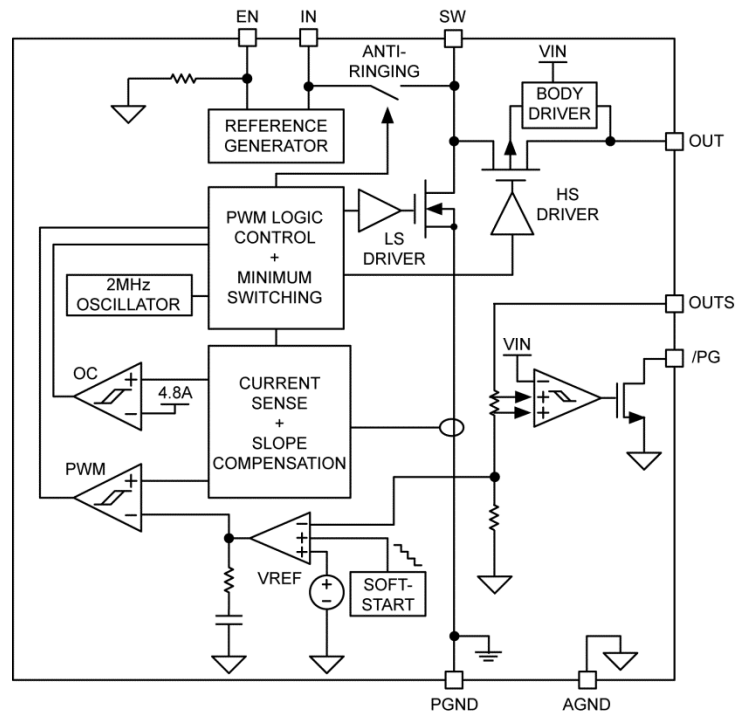 EN
IN
SW
ANTI-
RINGING
VIN
BODY
DRIVER
REFERENCE
GENERATOR
OUT
PWM LOGIC
CONTROL
+
MINIMUM
SWITCHING
LS
DRIVER
HS
DRIVER
2MHz
OSCILLATOR
OUTS
VIN
/PG
OC
+
4.8A
−
CURRENT
SENSE
+
SLOPE
COMPENSATION
−
+
+
PWM
+
−
−
+
+
VREF
+
−
SOFT-
START
PGND
AGND